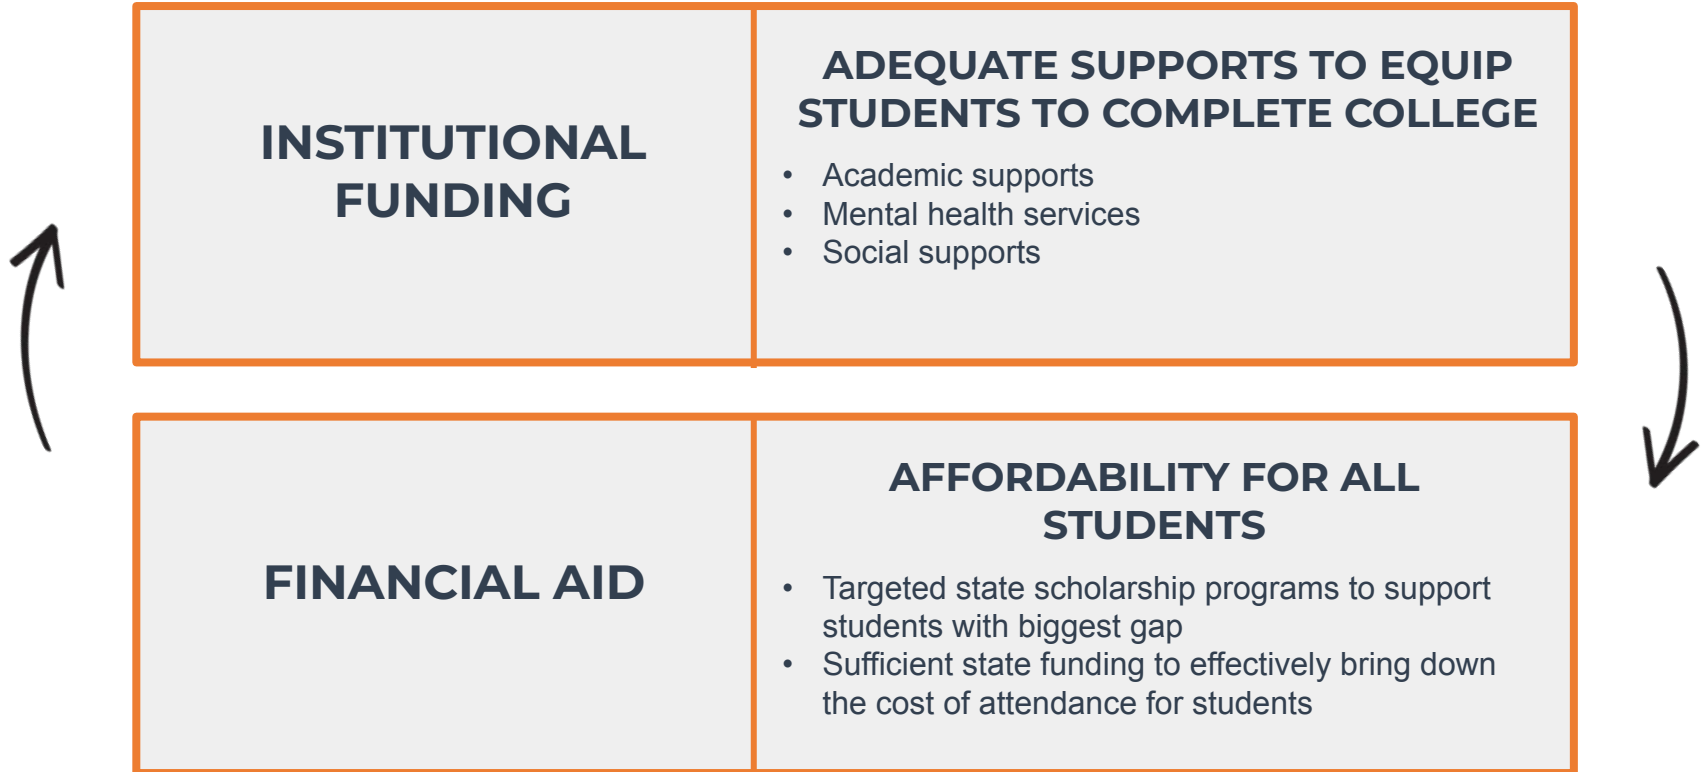 INSTITUTIONAL
FUNDING
ADEQUATE SUPPORTS TO EQUIP
STUDENTS TO COMPLETE COLLEGE
• Academic supports
• Mental health services
• Social supports
FINANCIAL AID
AFFORDABILITY FOR ALL
STUDENTS
• Targeted state scholarship programs to support
students with biggest gap
• Sufficient state funding to effectively bring down
the cost of attendance for students